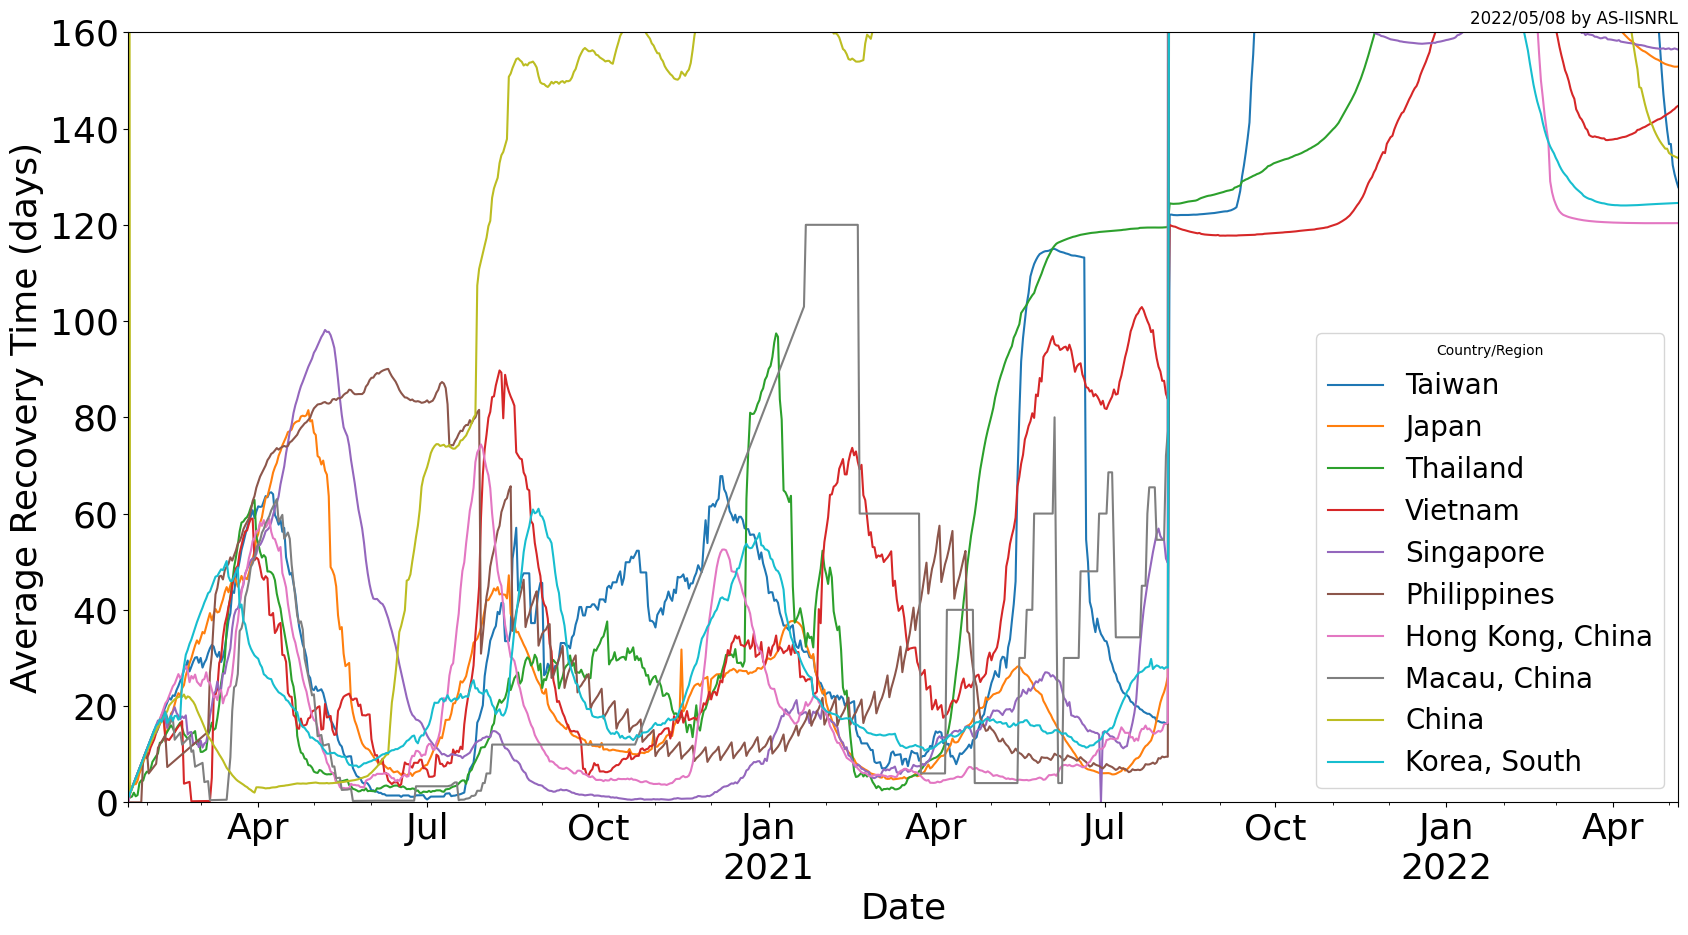 2022/05/08 by AS-IISNRL
160
140
120
100
80
60
40
20
0
Average Recovery Time (days)
Country/Region
Taiwan
Japan
Thailand
Vietnam
Singapore
Philippines
Hong Kong, China
Macau, China
China
Korea, South
Apr Jul Oct Jan Apr Jul Oct Jan Apr
2021 2022
Date